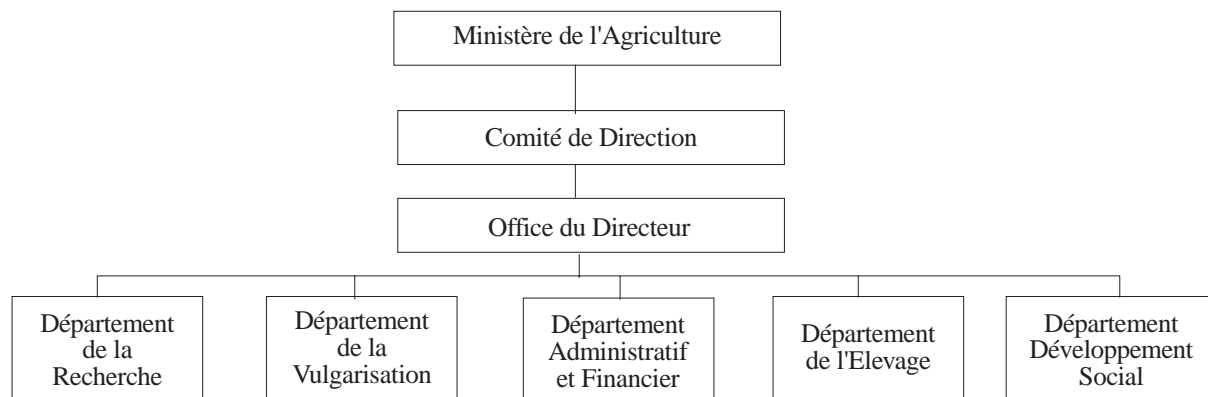 Ministère de l'Agriculture
Comité de Direction
Office du Directeur
Département
de la
Recherche
Département
de la
Vulgarisation
Département
Administratif
et Financier
Département
de l'Elevage
Département
Développement
Social